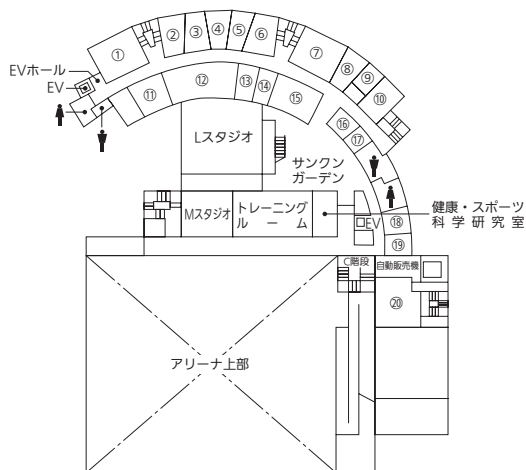 ①
②
③
④
⑤
⑥
⑦
⑧
⑨
⑩
EVホール
EV
⑪
⑫
⑬
⑭
⑮
⑯
⑰
Lスタジオ
サンクン
ガーデン
Mスタジオ
トレーニング
ルーム
健康・スポーツ
科学研究室
EV
⑱
⑲
C階段
自動販売機
⑳
アリーナ上部